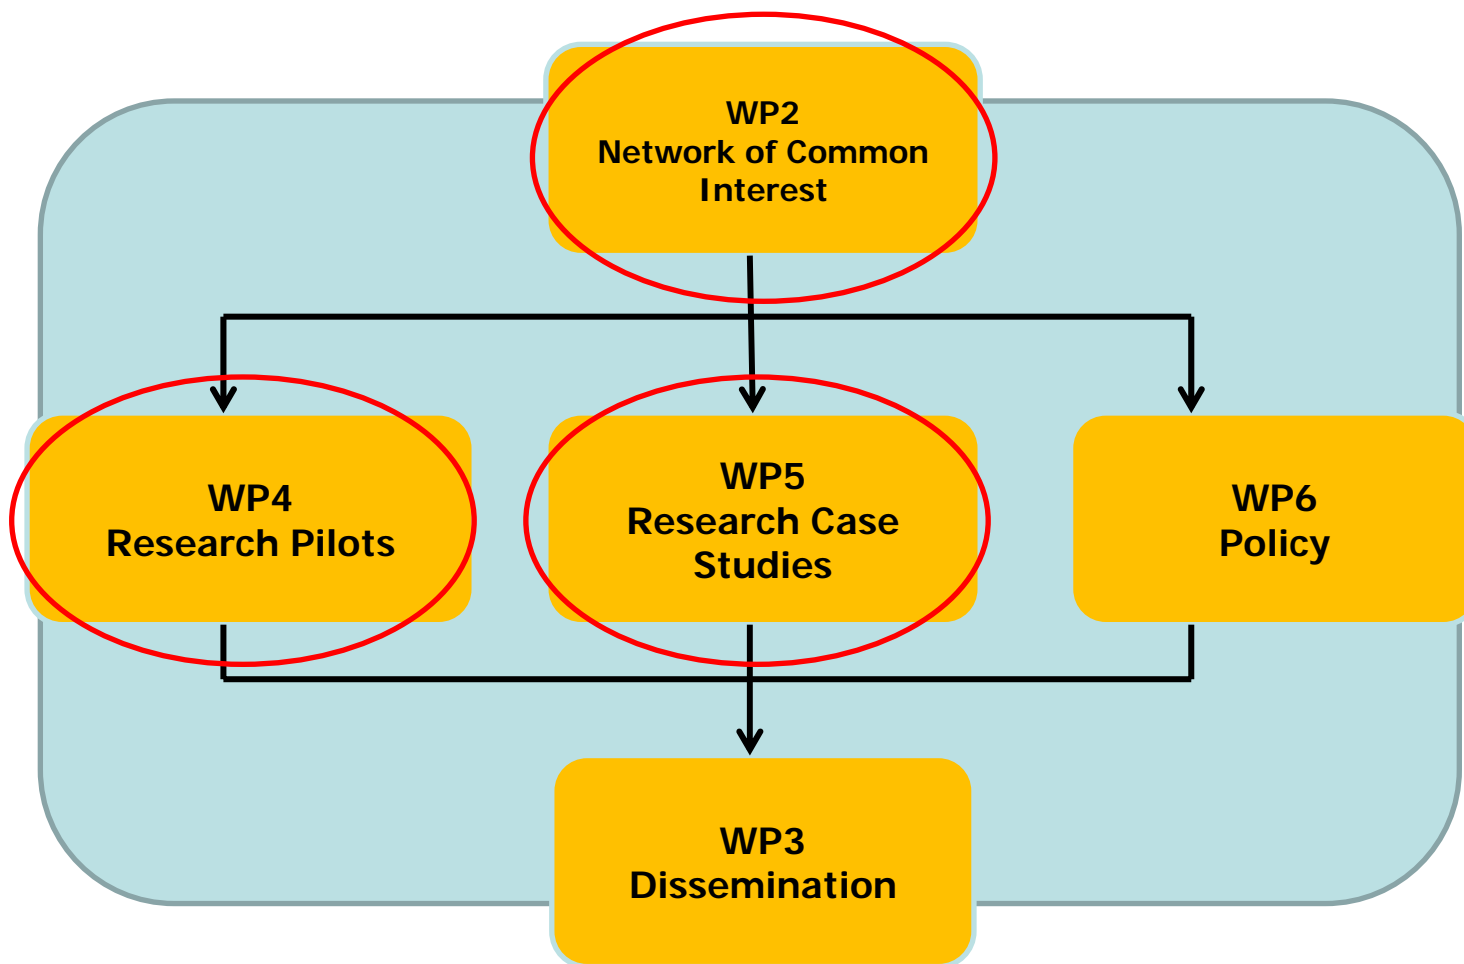 WP2
Network of Common
Interest
WP4
Research Pilots
WP5
Research Case
Studies
WP6
Policy
WP3
Dissemination